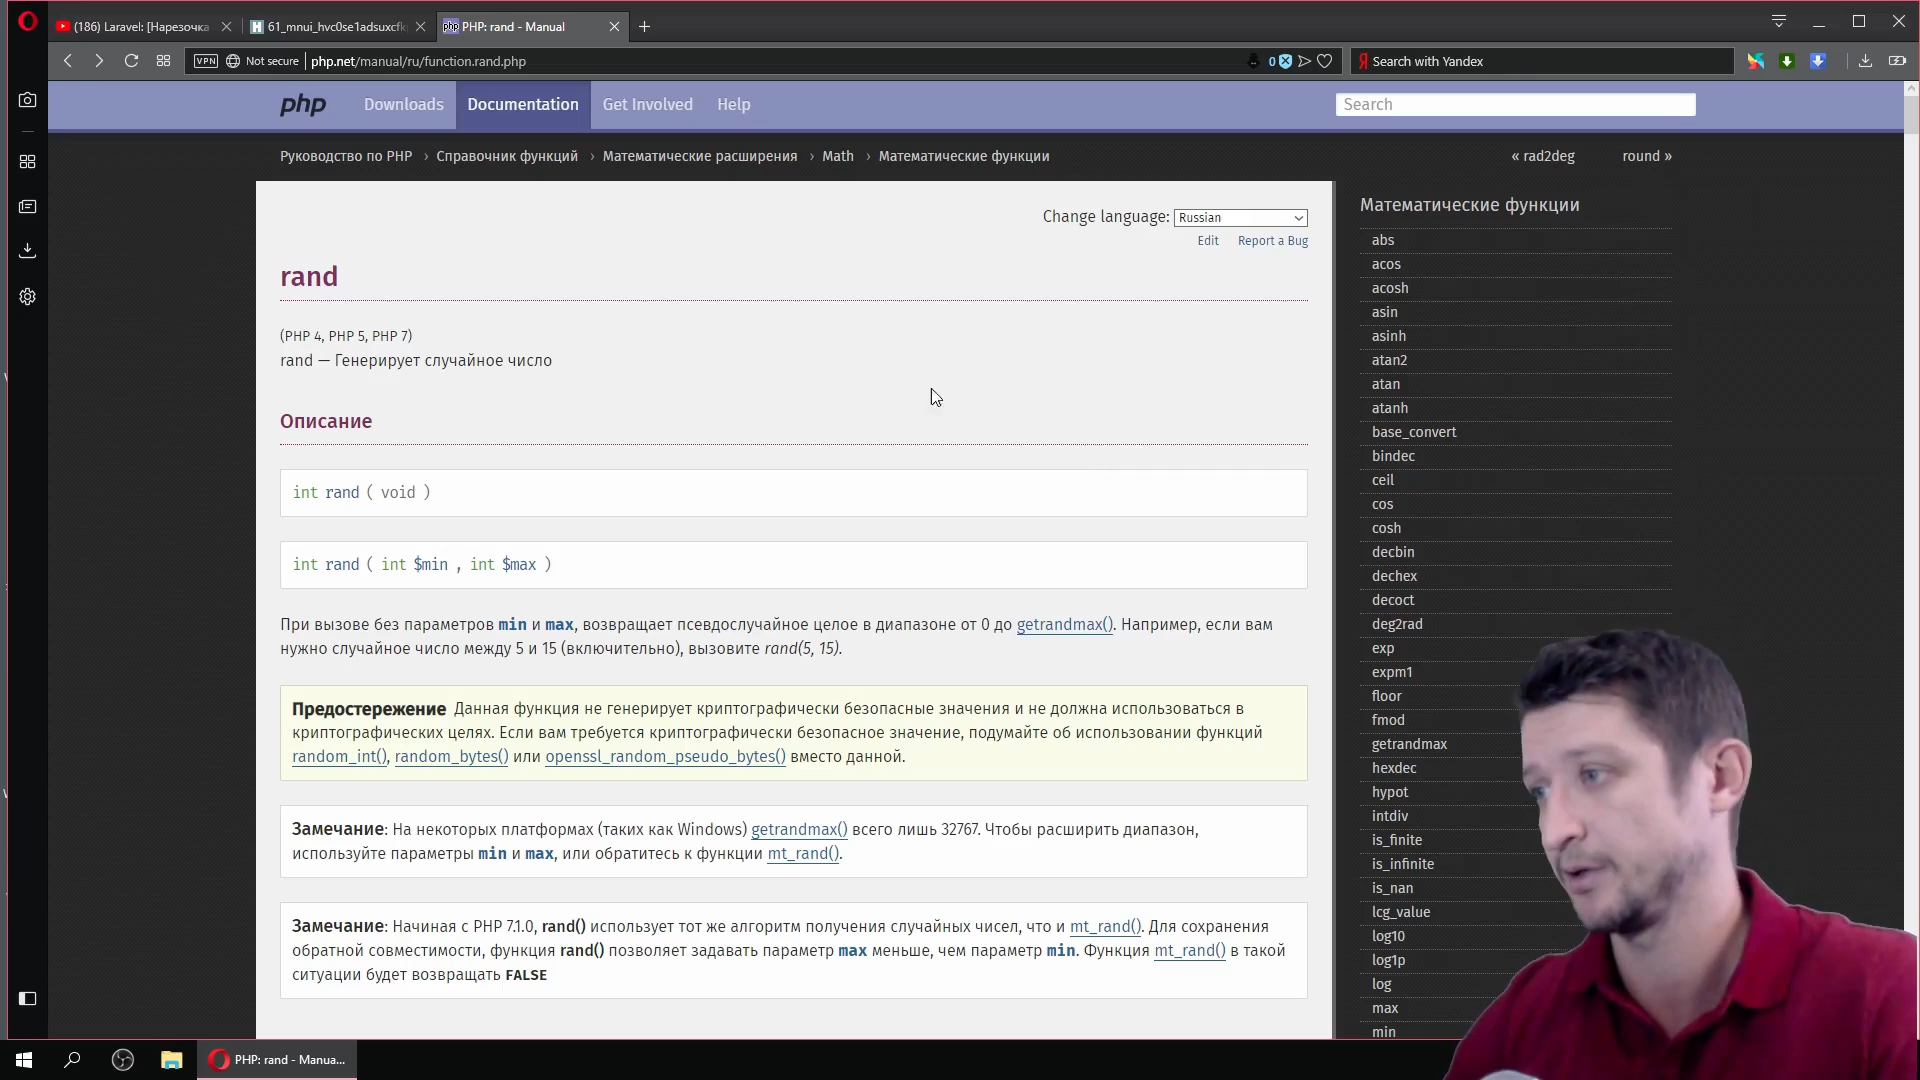 (186) Laravel: [Нарезочка
61_mnui_hvc0se1adsuxcfk
php PHP: rand - Manual
VPN Not secure php.net/manual/ru/function.rand.php
0
Я Search with Yandex
php Downloads Documentation Get Involved Help
Search
Руководство по PHP › Справочник функций › Математические расширения › Math › Математические функции
« rad2deg round »
Change language: Russian
Edit Report a Bug
rand
(PHP 4, PHP 5, PHP 7)
rand — Генерирует случайное число
Описание
int rand ( void )
int rand ( int $min , int $max )
При вызове без параметров min и max, возвращает псевдослучайное целое в диапазоне от 0 до getrandmax(). Например, если вам
нужно случайное число между 5 и 15 (включительно), вызовите rand(5, 15).
Предостережение Данная функция не генерирует криптографически безопасные значения и не должна использоваться в
криптографических целях. Если вам требуется криптографически безопасное значение, подумайте об использовании функций
random_int(), random_bytes() или openssl_random_pseudo_bytes() вместо данной.
Замечание: На некоторых платформах (таких как Windows) getrandmax() всего лишь 32767. Чтобы расширить диапазон,
используйте параметры min и max, или обратитесь к функции mt_rand().
Замечание: Начиная с PHP 7.1.0, rand() использует тот же алгоритм получения случайных чисел, что и mt_rand(). Для сохранения
обратной совместимости, функция rand() позволяет задавать параметр max меньше, чем параметр min. Функция mt_rand() в такой
ситуации будет возвращать FALSE
Математические функции
abs
acos
acosh
asin
asinh
atan2
atan
atanh
base_convert
bindec
ceil
cos
cosh
decbin
dechex
decoct
deg2rad
exp
expm1
floor
fmod
getrandmax
hexdec
hypot
intdiv
is_finite
is_infinite
is_nan
lcg_value
log10
log1p
log
max
min
PHP: rand - Manua...